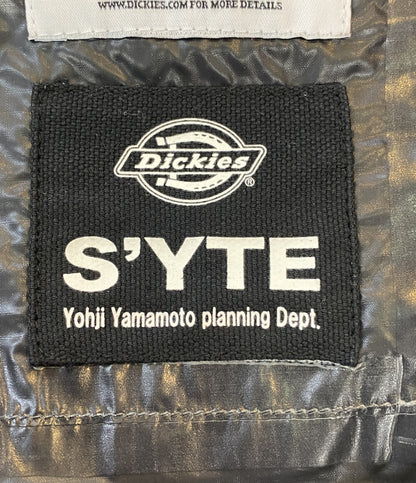 WWW.DICKIES.COM FOR MORE DETAILS
Dickies®
S'YTE
Yohji Yamamoto planning Dept.